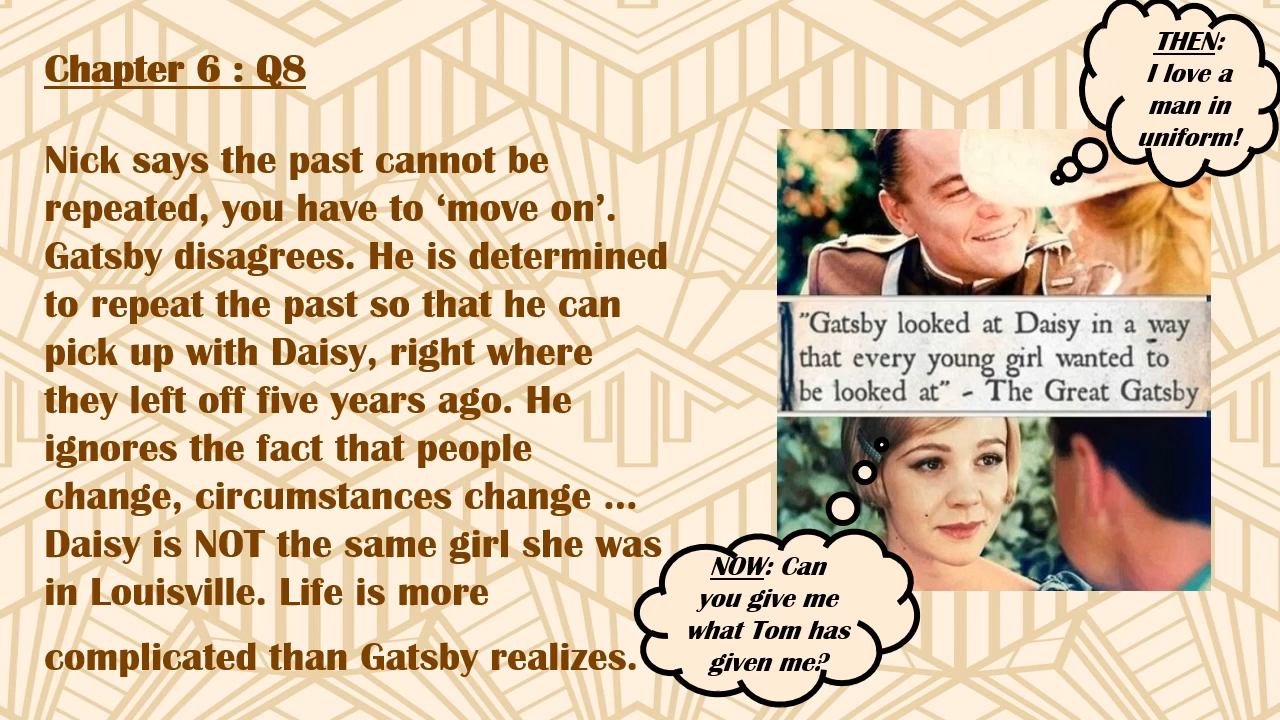 Chapter 6 : Q8
Nick says the past cannot be
repeated, you have to ‘move on’.
Gatsby disagrees. He is determined
to repeat the past so that he can
pick up with Daisy, right where
they left off five years ago. He
ignores the fact that people
change, circumstances change ...
Daisy is NOT the same girl she was
in Louisville. Life is more
complicated than Gatsby realizes.
THEN:
I love a
man in
uniform!
"Gatsby looked at Daisy in a way
that every young girl wanted to
be looked at" - The Great Gatsby
NOW: Can
you give me
what Tom has
given me?